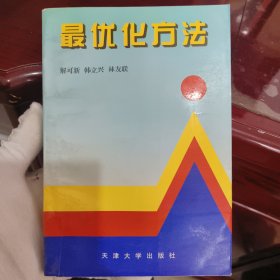 最优化方法
解可新 韩立兴 林友联
天津大学出版社